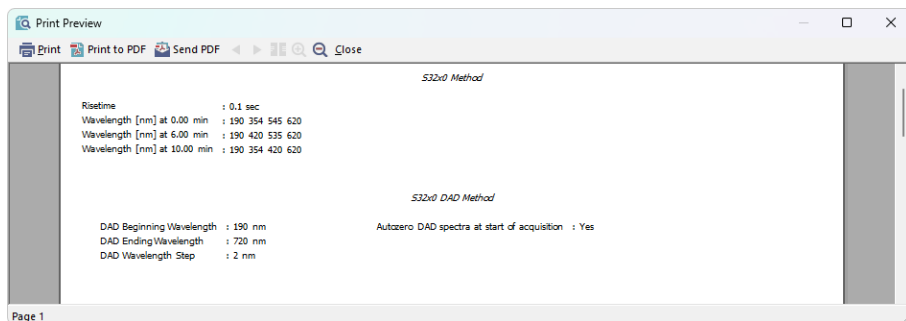 Print Preview
Print Print to PDF Send PDF Close
S32x0 Method
Risetime : 0.1 sec
Wavelength [nm] at 0.00 min : 190 354 545 620
Wavelength [nm] at 6.00 min : 190 420 535 620
Wavelength [nm] at 10.00 min : 190 354 420 620
S32x0 DAD Method
DAD Beginning Wavelength : 190 nm Autozero DAD spectra at start of acquisition : Yes
DAD Ending Wavelength : 720 nm
DAD Wavelength Step : 2 nm
Page 1